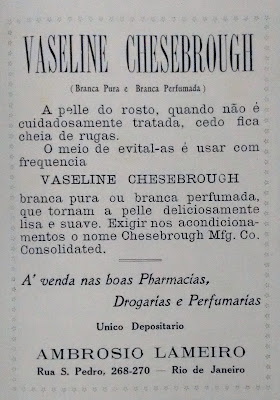 VASELINE CHESEBROUGH
(Branca Pura e Branca Perfumada)
A pelle do rosto, quando não é
cuidadosamente tratada, cedo fica
cheia de rugas.
O meio de evital-as é usar com
frequencia
VASELINE CHESEBROUGH
branca pura ou branca perfumada,
que tornam a pelle deliciosamente
lisa e suave. Exigir nos acondiciona-
mentos o nome Chesebrough Mfg. Co.
Consolidated.
A' venda nas boas Pharmacias,
Drogarias e Perfumarias
Unico Depositario
AMBROSIO LAMEIRO
Rua S. Pedro, 268-270 — Rio de Janeiro